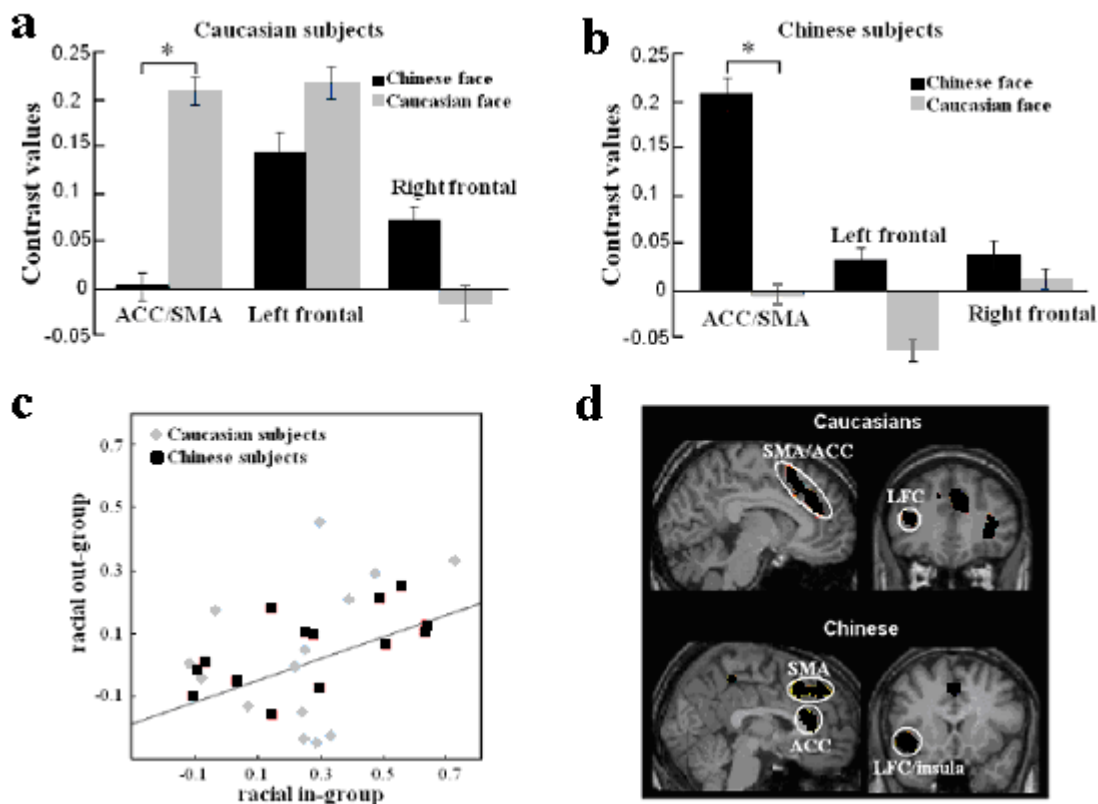 a
Caucasian subjects
*
Chinese face
Caucasian face
Contrast values
0.25
0.2
0.15
0.1
0.05
0
-0.05
ACC/SMA
Left frontal
Right frontal
b
Chinese subjects
*
Chinese face
Caucasian face
Contrast values
0.25
0.2
0.15
0.1
0.05
0
-0.05
ACC/SMA
Left frontal
Right frontal
c
Caucasian subjects
Chinese subjects
racial out-group
0.7
0.5
0.3
0.1
-0.1
-0.1 0.1 0.3 0.5 0.7
racial in-group
d
Caucasians
SMA/ACC
LFC
Chinese
SMA
ACC
LFC/insula